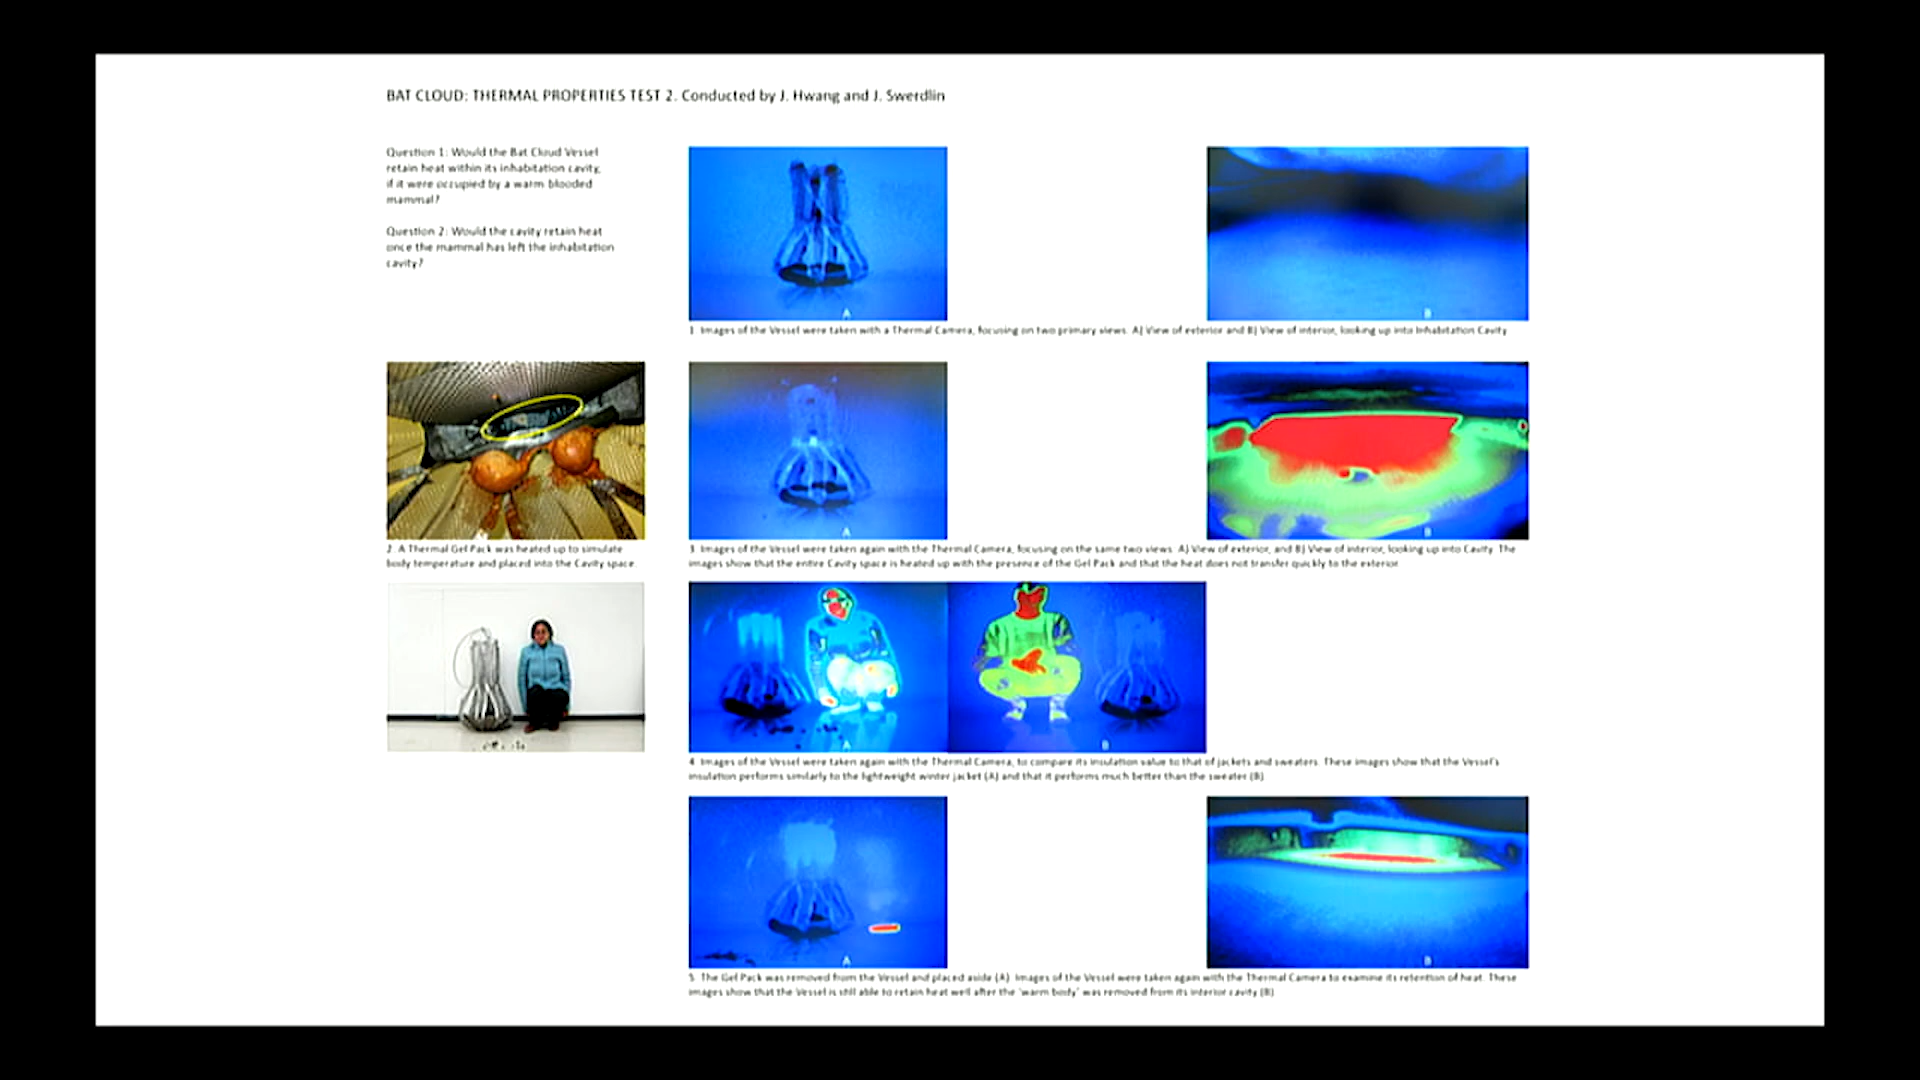 BAT CLOUD: THERMAL PROPERTIES TEST 2. Conducted by J. Hwang and J. Swerdlin
Question 1: Would the Bat Cloud Vessel
retain heat within its inhabitation cavity,
if it were occupied by a warm blooded
mammal?
Question 2: Would the cavity retain heat
once the mammal has left the inhabitation
cavity?
A
B
1. Images of the Vessel were taken with a Thermal Camera, focusing on two primary views. A) View of exterior and B) View of interior, looking up into Inhabitation Cavity
A
B
2. A Thermal Gel Pack was heated up to simulate
body temperature and placed into the Cavity space.
3. Images of the Vessel were taken again with the Thermal Camera, focusing on the same two views. A) View of exterior, and B) View of interior, looking up into Cavity. The
images show that the entire Cavity space is heated up with the presence of the Gel Pack and that the heat does not transfer quickly to the exterior.
A
B
4. Images of the Vessel were taken again with the Thermal Camera, to compare its insulation value to that of jackets and sweaters. These images show that the Vessel's
insulation performs similarly to the lightweight winter jacket (A) and that it performs much better than the sweater (B)
A
B
5. The Gel Pack was removed from the Vessel and placed aside (A). Images of the Vessel were taken again with the Thermal Camera to examine its retention of heat. These
images show that the Vessel is still able to retain heat well after the "warm body" was removed from its interior cavity (B)